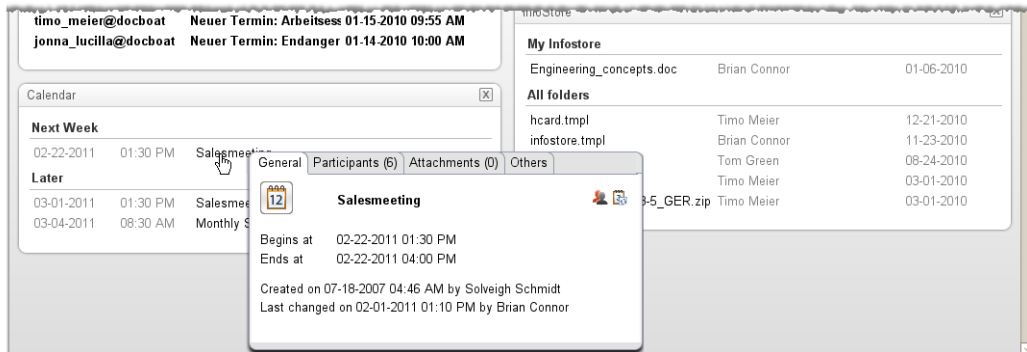 timo_meier@docboat Neuer Termin: Arbeitsess 01-15-2010 09:55 AM
jonna_lucilla@docboat Neuer Termin: Endanger 01-14-2010 10:00 AM
Calendar
Next Week
02-22-2011 01:30 PM Salesmeeting
Later
03-01-2011 01:30 PM Salesmee
03-04-2011 08:30 AM Monthly S
General Participants (6) Attachments (0) Others
12
Salesmeeting
Begins at 02-22-2011 01:30 PM
Ends at 02-22-2011 04:00 PM
Created on 07-18-2007 04:46 AM by Solveigh Schmidt
Last changed on 02-01-2011 01:10 PM by Brian Connor
InfoStore
My Infostore
Engineering_concepts.doc Brian Connor 01-06-2010
All folders
hcard.tmpl Timo Meier 12-21-2010
infostore.tmpl Brian Connor 11-23-2010
Tom Green 08-24-2010
Timo Meier 03-01-2010
3-5_GER.zip Timo Meier 03-01-2010